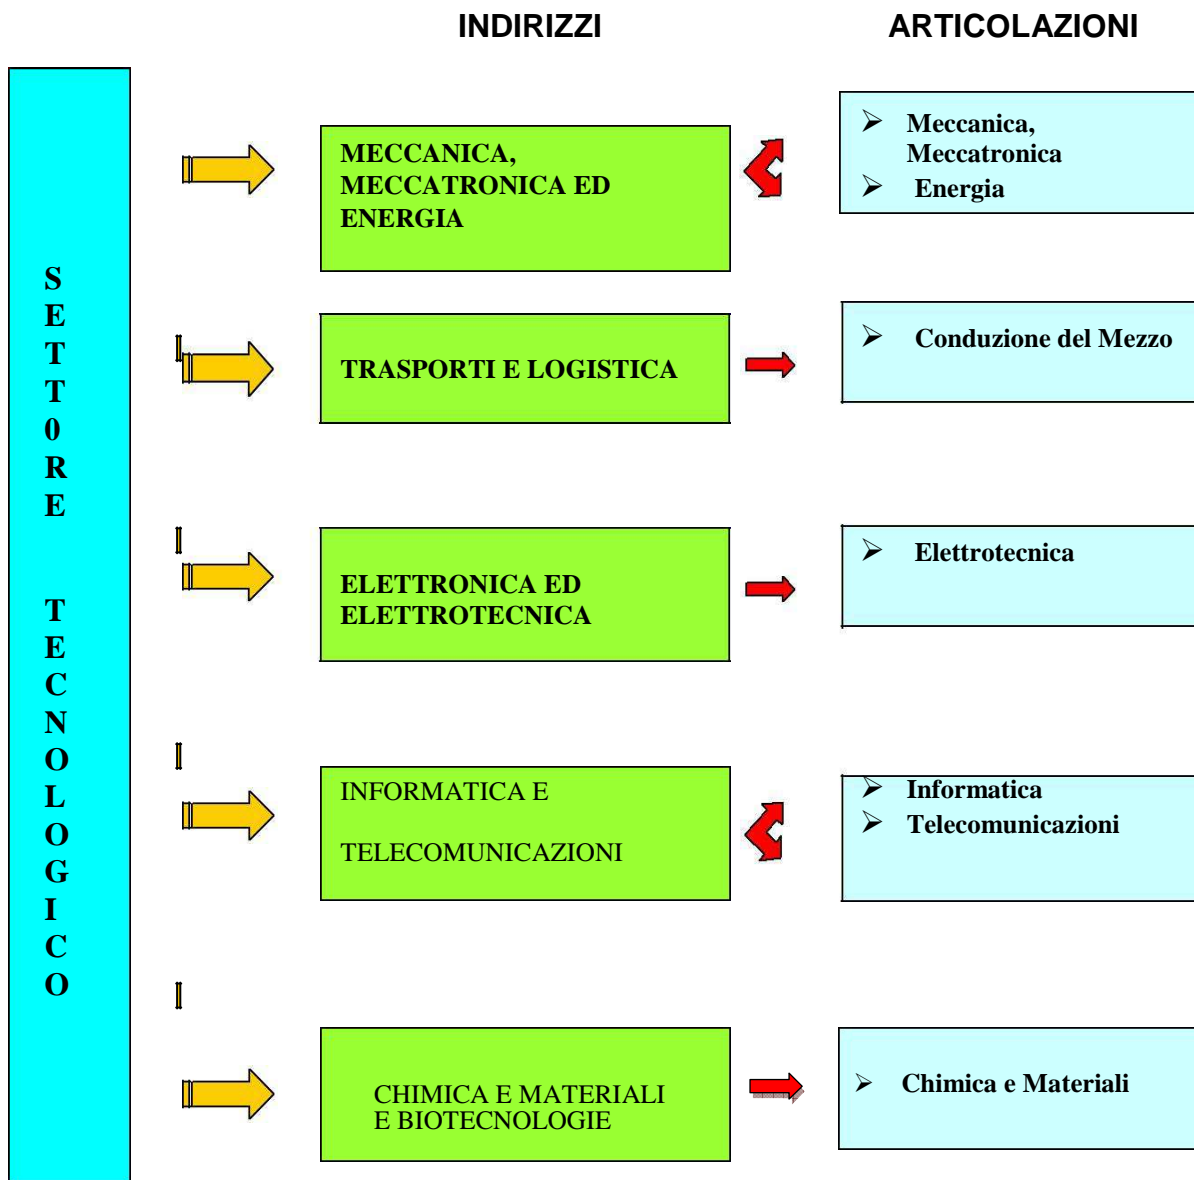 INDIRIZZI
ARTICOLAZIONI
S
E
T
T
0
R
E
T
E
C
N
O
L
O
G
I
C
O
MECCANICA,
MECCATRONICA ED
ENERGIA
➢ Meccanica,
Meccatronica
➢ Energia
TRASPORTI E LOGISTICA
➢ Conduzione del Mezzo
ELETTRONICA ED
ELETTROTECNICA
➢ Elettrotecnica
INFORMATICA E
TELECOMUNICAZIONI
➢ Informatica
➢ Telecomunicazioni
CHIMICA E MATERIALI
E BIOTECNOLOGIE
➢ Chimica e Materiali